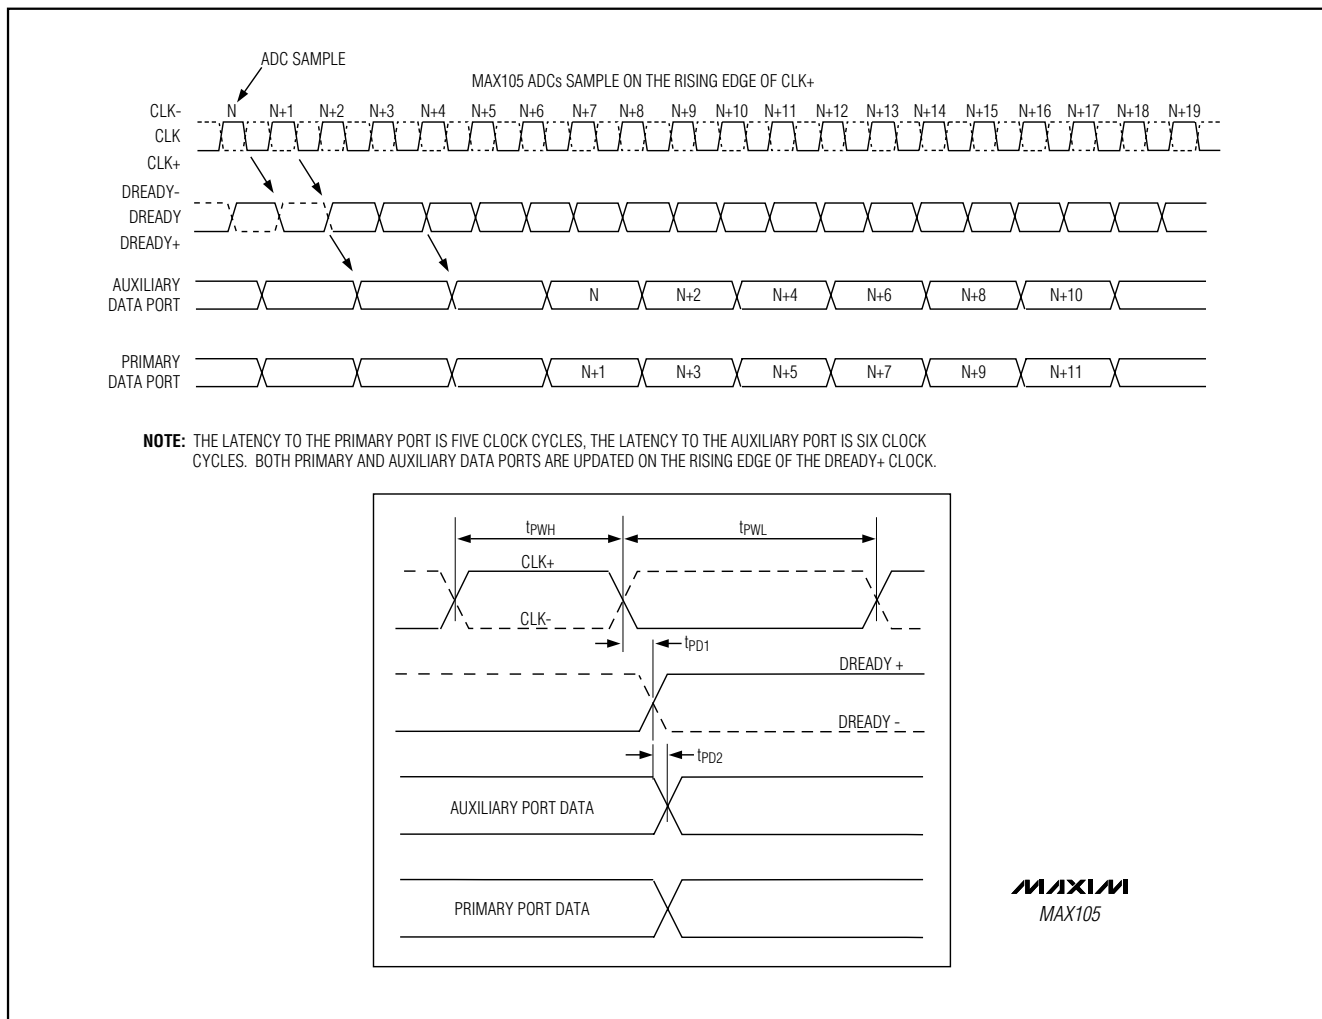 ADC SAMPLE
MAX105 ADCs SAMPLE ON THE RISING EDGE OF CLK+
CLK- N N+1 N+2 N+3 N+4 N+5 N+6 N+7 N+8 N+9 N+10 N+11 N+12 N+13 N+14 N+15 N+16 N+17 N+18 N+19
CLK
CLK+
DREADY-
DREADY
DREADY+
AUXILIARY
DATA PORT
N N+2 N+4 N+6 N+8 N+10
PRIMARY
DATA PORT
N+1 N+3 N+5 N+7 N+9 N+11
NOTE: THE LATENCY TO THE PRIMARY PORT IS FIVE CLOCK CYCLES, THE LATENCY TO THE AUXILIARY PORT IS SIX CLOCK
CYCLES. BOTH PRIMARY AND AUXILIARY DATA PORTS ARE UPDATED ON THE RISING EDGE OF THE DREADY+ CLOCK.
tPWH tPWL
CLK+
CLK-
tPD1
DREADY +
DREADY -
tPD2
AUXILIARY PORT DATA
PRIMARY PORT DATA
MAXIM
MAX105